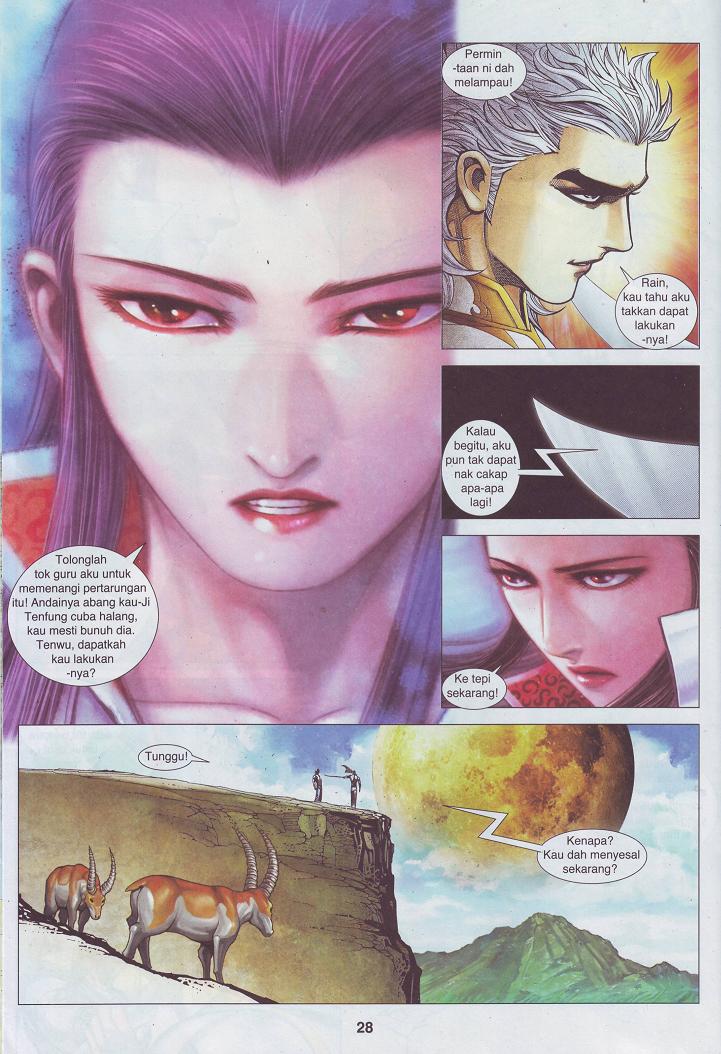 Tolonglah
tok guru aku untuk
memenangi pertarungan
itu! Andainya abang kau-Ji
Tenfung cuba halang,
kau mesti bunuh dia.
Tenwu, dapatkah
kau lakukan
-nya?
Permin
-taan ni dah
melampau!
Rain,
kau tahu aku
takkan dapat
lakukan
-nya!
Kalau
begitu, aku
pun tak dapat
nak cakap
apa-apa
lagi!
Ke tepi
sekarang!
Tunggu!
Kenapa?
Kau dah menyesal
sekarang?
28